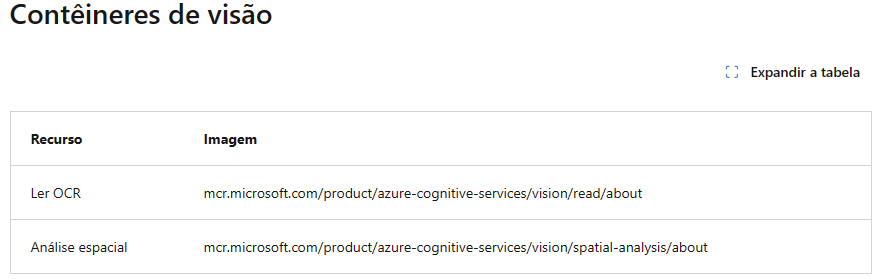 Contêineres de visão
Expandir a tabela
Recurso Imagem
Ler OCR mcr.microsoft.com/product/azure-cognitive-services/vision/read/about
Análise espacial mcr.microsoft.com/product/azure-cognitive-services/vision/spatial-analysis/about